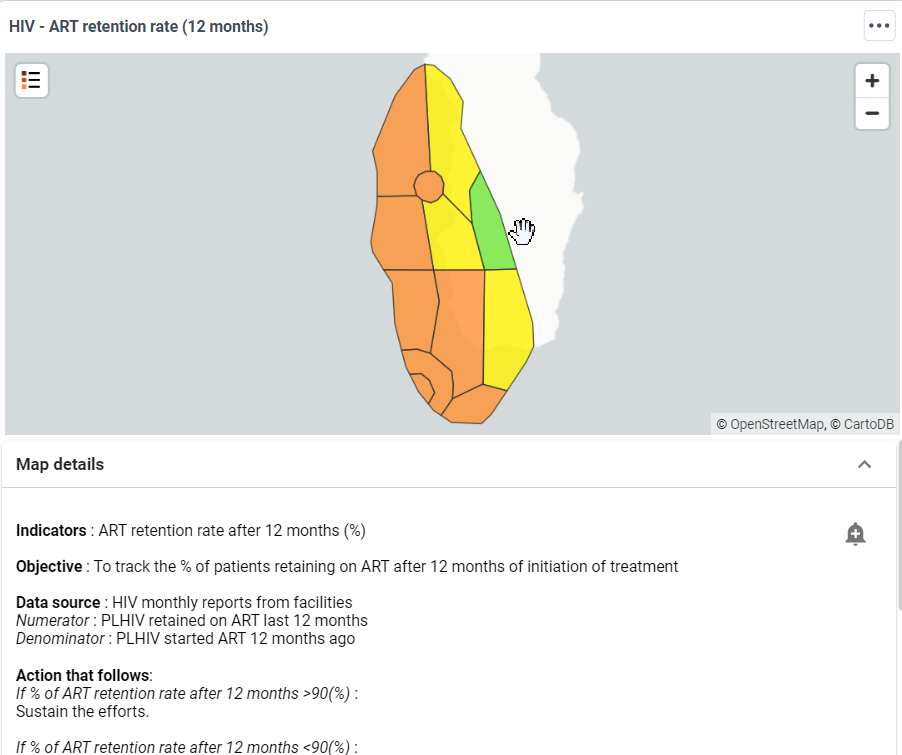 HIV - ART retention rate (12 months)
+
−
© OpenStreetMap, © CartoDB
Map details
Indicators : ART retention rate after 12 months (%)
Objective : To track the % of patients retaining on ART after 12 months of initiation of treatment
Data source : HIV monthly reports from facilities
Numerator : PLHIV retained on ART last 12 months
Denominator : PLHIV started ART 12 months ago
Action that follows:
If % of ART retention rate after 12 months >90(%) :
Sustain the efforts.
If % of ART retention rate after 12 months <90(%) :